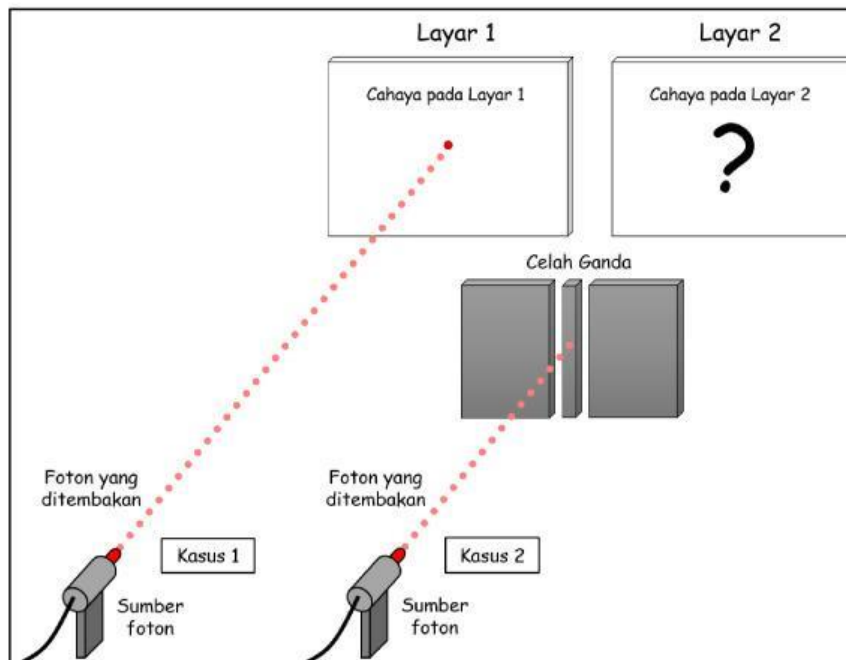 Layar 1
Layar 2
Cahaya pada Layar 1
Cahaya pada Layar 2
?
Celah Ganda
Foton yang
ditembakan
Foton yang
ditembakan
Kasus 1
Kasus 2
Sumber
foton
Sumber
foton